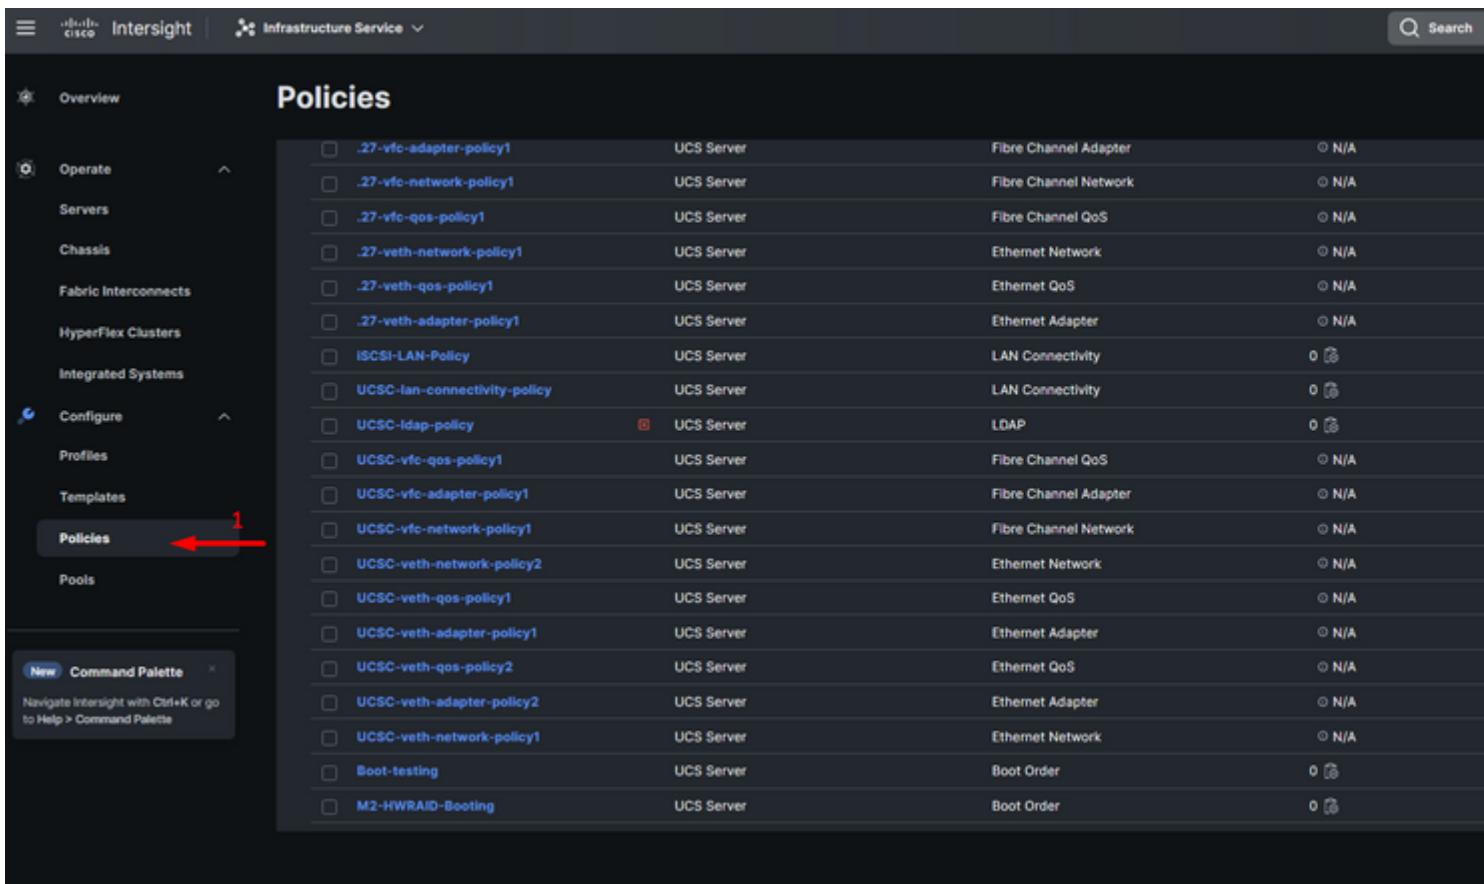 cisco Intersight Infrastructure Service Search
Overview
Operate
Servers
Chassis
Fabric Interconnects
HyperFlex Clusters
Integrated Systems
Configure
Profiles
Templates
Policies 1
Pools
New Command Palette ×
Navigate Intersight with Ctrl+K or go
to Help > Command Palette
Policies
.27-vfc-adapter-policy1 UCS Server Fibre Channel Adapter N/A
.27-vfc-network-policy1 UCS Server Fibre Channel Network N/A
.27-vfc-qos-policy1 UCS Server Fibre Channel QoS N/A
.27-veth-network-policy1 UCS Server Ethernet Network N/A
.27-veth-qos-policy1 UCS Server Ethernet QoS N/A
.27-veth-adapter-policy1 UCS Server Ethernet Adapter N/A
iSCSI-LAN-Policy UCS Server LAN Connectivity 0
UCSC-lan-connectivity-policy UCS Server LAN Connectivity 0
UCSC-ldap-policy UCS Server LDAP 0
UCSC-vfc-qos-policy1 UCS Server Fibre Channel QoS N/A
UCSC-vfc-adapter-policy1 UCS Server Fibre Channel Adapter N/A
UCSC-vfc-network-policy1 UCS Server Fibre Channel Network N/A
UCSC-veth-network-policy2 UCS Server Ethernet Network N/A
UCSC-veth-qos-policy1 UCS Server Ethernet QoS N/A
UCSC-veth-adapter-policy1 UCS Server Ethernet Adapter N/A
UCSC-veth-qos-policy2 UCS Server Ethernet QoS N/A
UCSC-veth-adapter-policy2 UCS Server Ethernet Adapter N/A
UCSC-veth-network-policy1 UCS Server Ethernet Network N/A
Boot-testing UCS Server Boot Order 0
M2-HWRAID-Booting UCS Server Boot Order 0